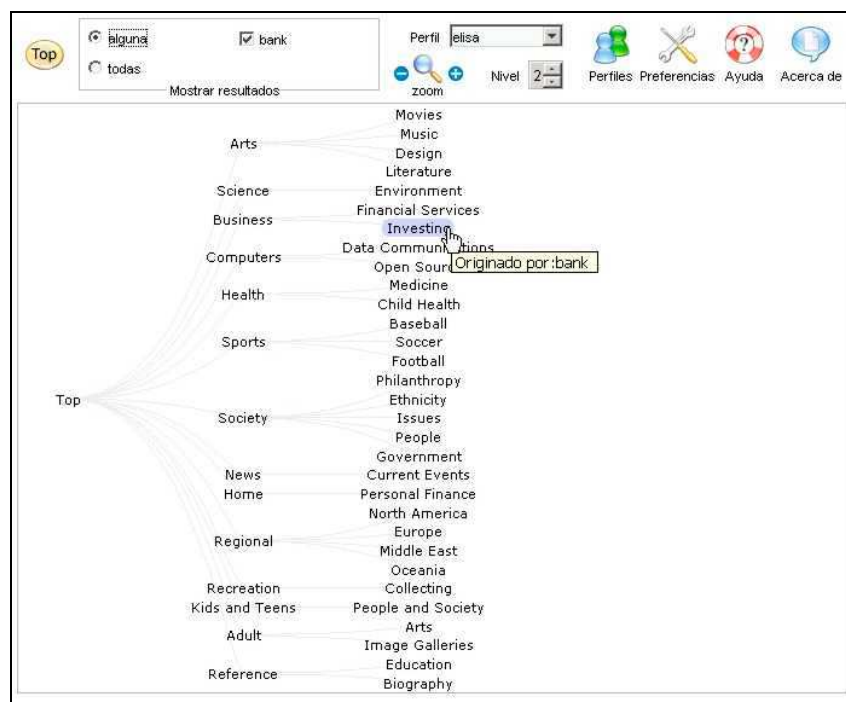 Top
alguna
bank
todas
Mostrar resultados
Perfil elisa
zoom
Nivel 2
Perfiles Preferencias Ayuda Acerca de
Movies
Music
Arts
Design
Literature
Science Environment
Financial Services
Business
Investing
Data Communications
Computers
Originado por:bank
Open Sour
Medicine
Health
Child Health
Baseball
Sports Soccer
Football
Philanthropy
Top Ethnicity
Society Issues
People
Government
News Current Events
Home Personal Finance
North America
Europe
Regional
Middle East
Oceania
Recreation Collecting
Kids and Teens People and Society
Arts
Adult
Image Galleries
Education
Reference
Biography